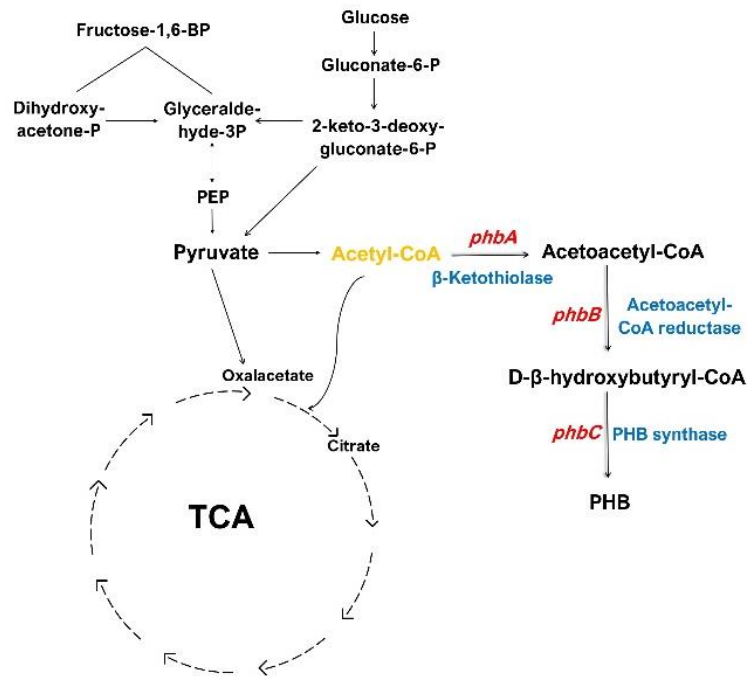 Glucose
Fructose-1,6-BP
Gluconate-6-P
Dihydroxy-
acetone-P
Glyceralde-
hyde-3P
2-keto-3-deoxy-
gluconate-6-P
PEP
Pyruvate
Acetyl-CoA
phbA
β-Ketothiolase
Acetoacetyl-CoA
phbB
Acetoacetyl-
CoA reductase
Oxalacetate
D-β-hydroxybutyryl-CoA
Citrate
phbC
PHB synthase
PHB
TCA